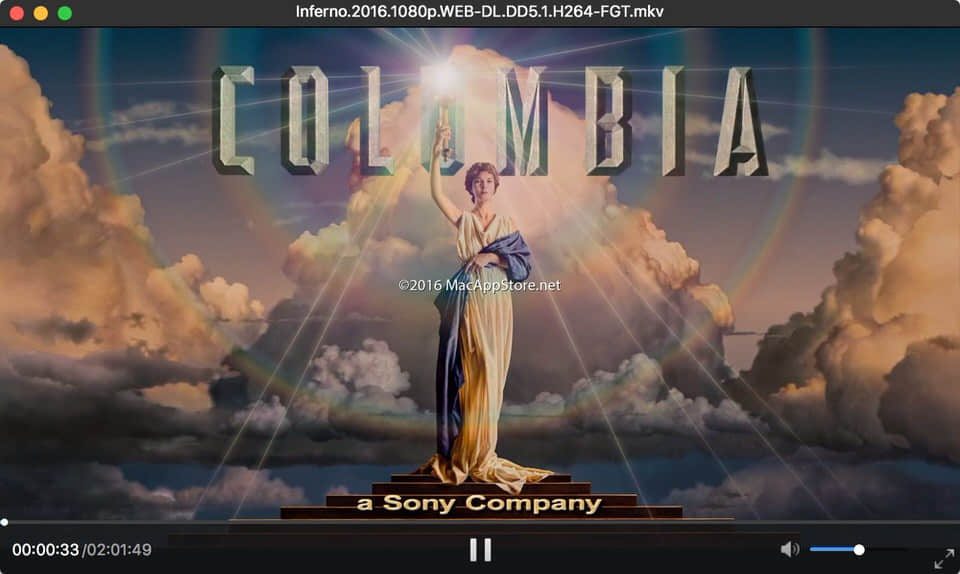 Inferno.2016.1080p.WEB-DL.DD5.1.H264-FGT.mkv
COLUMBIA
©2016 MacAppStore.net
a Sony Company
00:00:33/02:01:49